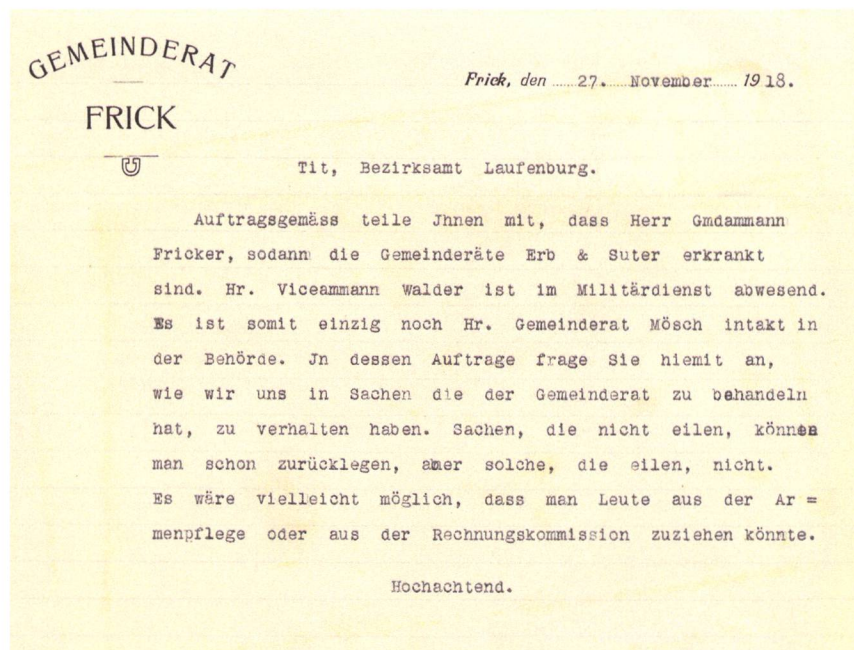 GEMEINDERAT
FRICK
Frick, den 27. November 1918.
Tit, Bezirksamt Laufenburg.
Auftragsgemäss teile Jhnen mit, dass Herr Gmdammann
Fricker, sodann die Gemeinderäte Erb & Suter erkrankt
sind. Hr. Viceammann Walder ist im Militärdienst abwesend.
Es ist somit einzig noch Hr. Gemeinderat Mösch intakt in
der Behörde. Jn dessen Auftrage frage Sie hiemit an,
wie wir uns in Sachen die der Gemeinderat zu behandeln
hat, zu verhalten haben. Sachen, die nicht eilen, können
man schon zurücklegen, aber solche, die eilen, nicht.
Es wäre vielleicht möglich, dass man Leute aus der Ar =
menpflege oder aus der Rechnungskommission zuziehen könnte.
Hochachtend.